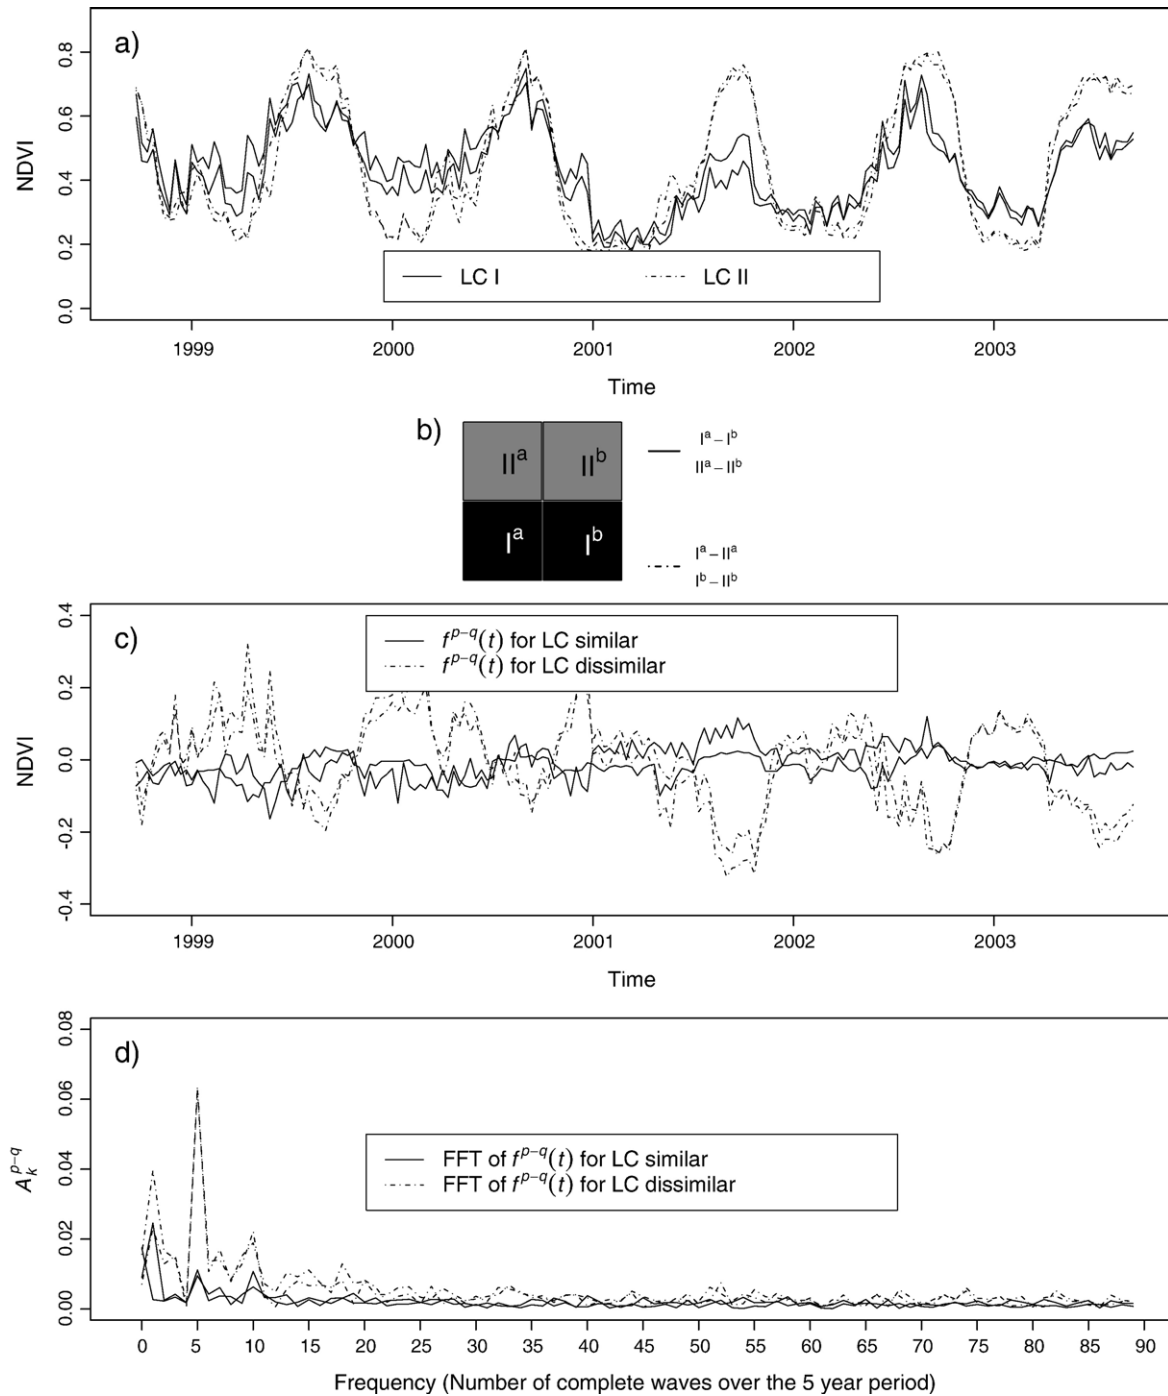 a)
0.8
0.6
0.4
0.2
0.0
NDVI
LC I
LC II
1999 2000 2001 2002 2003
Time
b)
IIᵃ IIᵇ
Iᵃ Iᵇ
Iᵃ – Iᵇ
IIᵃ – IIᵇ
Iᵃ – IIᵃ
Iᵇ – IIᵇ
c)
0.4
0.2
0.0
-0.2
-0.4
NDVI
f^{p-q}(t) for LC similar
f^{p-q}(t) for LC dissimilar
1999 2000 2001 2002 2003
Time
d)
0.08
0.06
0.04
0.02
0.00
A_k^{p-q}
FFT of f^{p-q}(t) for LC similar
FFT of f^{p-q}(t) for LC dissimilar
0 5 10 15 20 25 30 35 40 45 50 55 60 65 70 75 80 85 90
Frequency (Number of complete waves over the 5 year period)